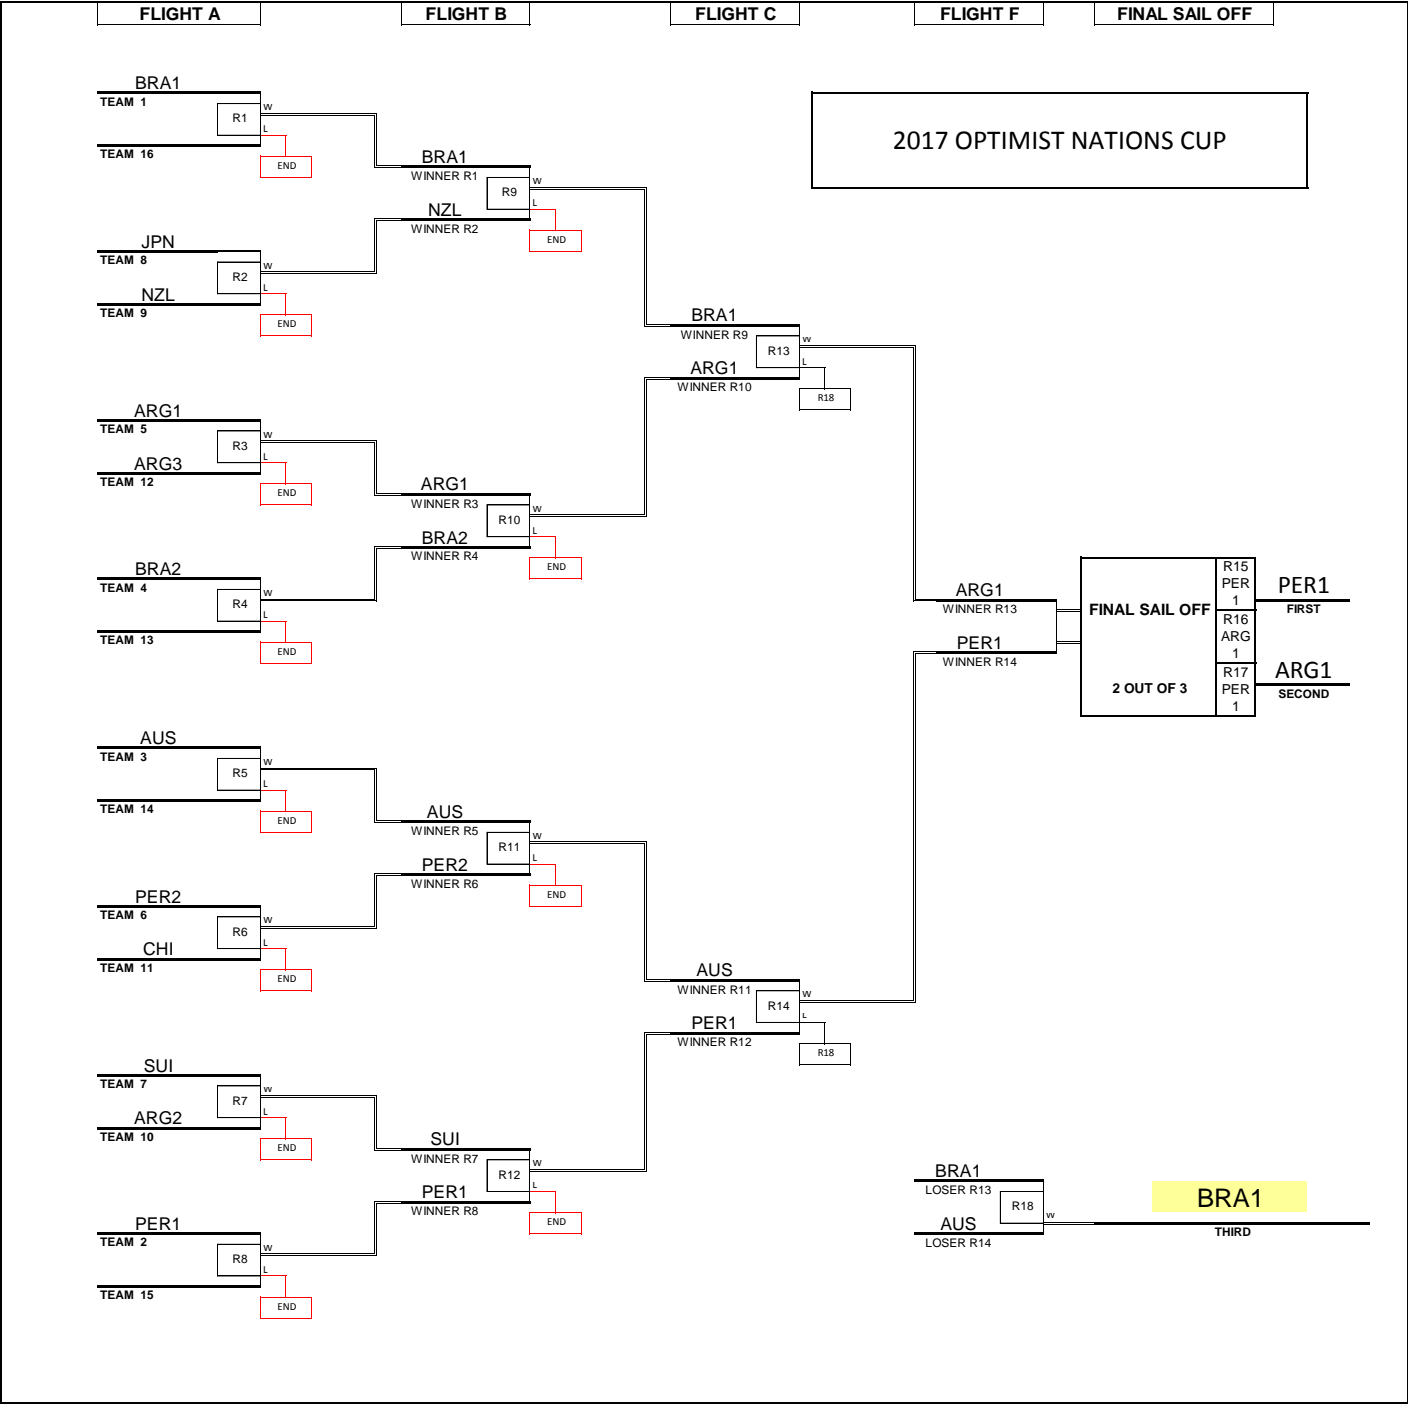 FLIGHT A
FLIGHT B
FLIGHT C
FLIGHT F
FINAL SAIL OFF
2017 OPTIMIST NATIONS CUP
BRA1
TEAM 1
R1
W
L
TEAM 16
END
JPN
TEAM 8
R2
W
L
NZL
TEAM 9
END
ARG1
TEAM 5
R3
W
L
ARG3
TEAM 12
END
BRA2
TEAM 4
R4
W
L
TEAM 13
END
AUS
TEAM 3
R5
W
L
TEAM 14
END
PER2
TEAM 6
R6
W
L
CHI
TEAM 11
END
SUI
TEAM 7
R7
W
L
ARG2
TEAM 10
END
PER1
TEAM 2
R8
W
L
TEAM 15
END
BRA1
WINNER R1
R9
W
L
NZL
WINNER R2
END
ARG1
WINNER R3
R10
W
L
BRA2
WINNER R4
END
AUS
WINNER R5
R11
W
L
PER2
WINNER R6
END
SUI
WINNER R7
R12
W
L
PER1
WINNER R8
END
BRA1
WINNER R9
R13
W
L
ARG1
WINNER R10
R18
AUS
WINNER R11
R14
W
L
PER1
WINNER R12
R18
ARG1
WINNER R13
PER1
WINNER R14
FINAL SAIL OFF
2 OUT OF 3
R15
PER
1
R16
ARG
1
R17
PER
1
PER1
FIRST
ARG1
SECOND
BRA1
LOSER R13
R18
W
AUS
LOSER R14
BRA1
THIRD